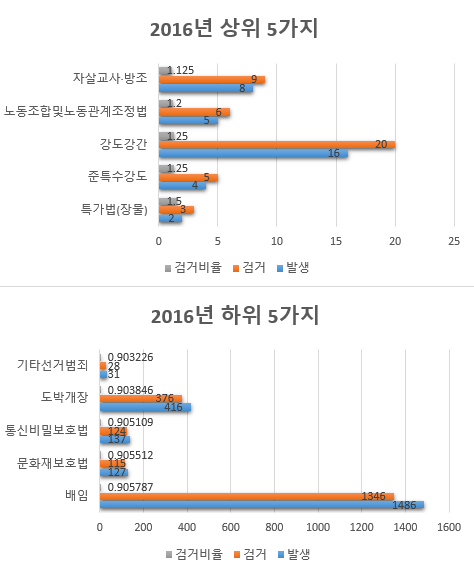 2016년 상위 5가지
자살교사·방조
1.125
9
8
노동조합및노동관계조정법
1.2
6
5
강도강간
1.25
20
16
준특수강도
1.25
5
4
특가법(장물)
1.5
3
2
0 5 10 15 20 25
검거비율 검거 발생
2016년 하위 5가지
기타선거범죄
0.903226
28
31
도박개장
0.903846
376
416
통신비밀보호법
0.905109
124
137
문화재보호법
0.905512
115
127
배임
0.905787
1346
1486
0 200 400 600 800 1000 1200 1400 1600
검거비율 검거 발생